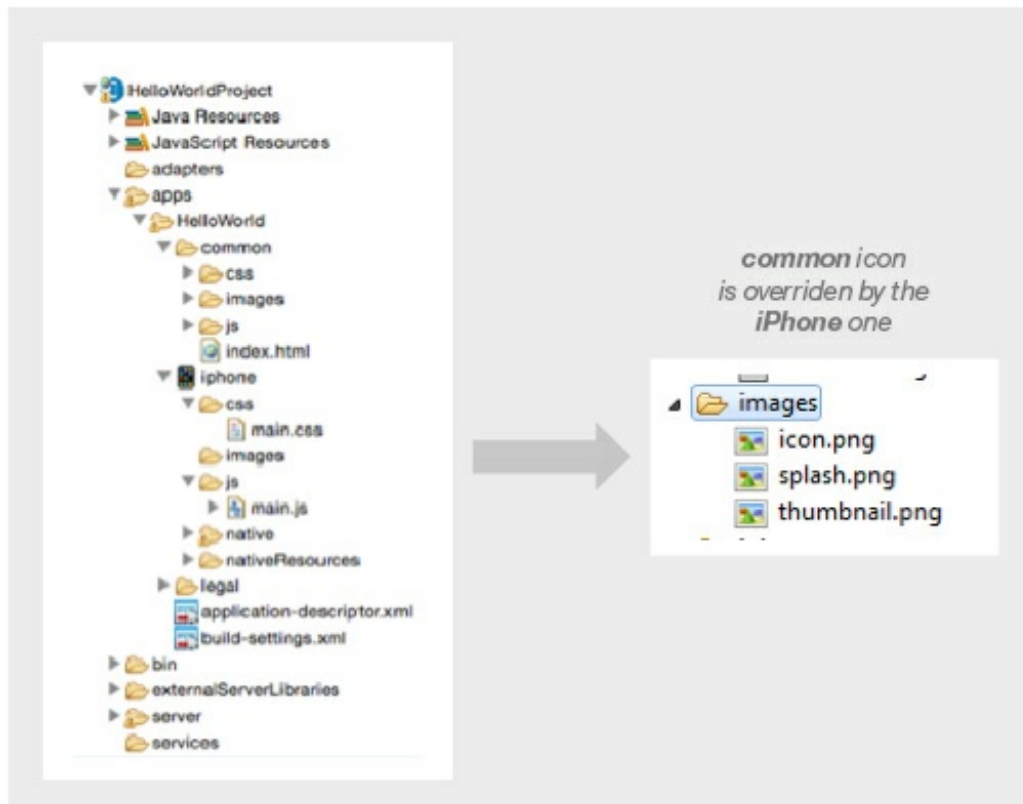 HelloWorldProject
Java Resources
JavaScript Resources
adapters
apps
HelloWorld
common
css
images
js
index.html
iphone
css
main.css
images
js
main.js
native
nativeResources
legal
application-descriptor.xml
build-settings.xml
bin
externalServerLibraries
server
services
common icon
is overriden by the
iPhone one
images
icon.png
splash.png
thumbnail.png